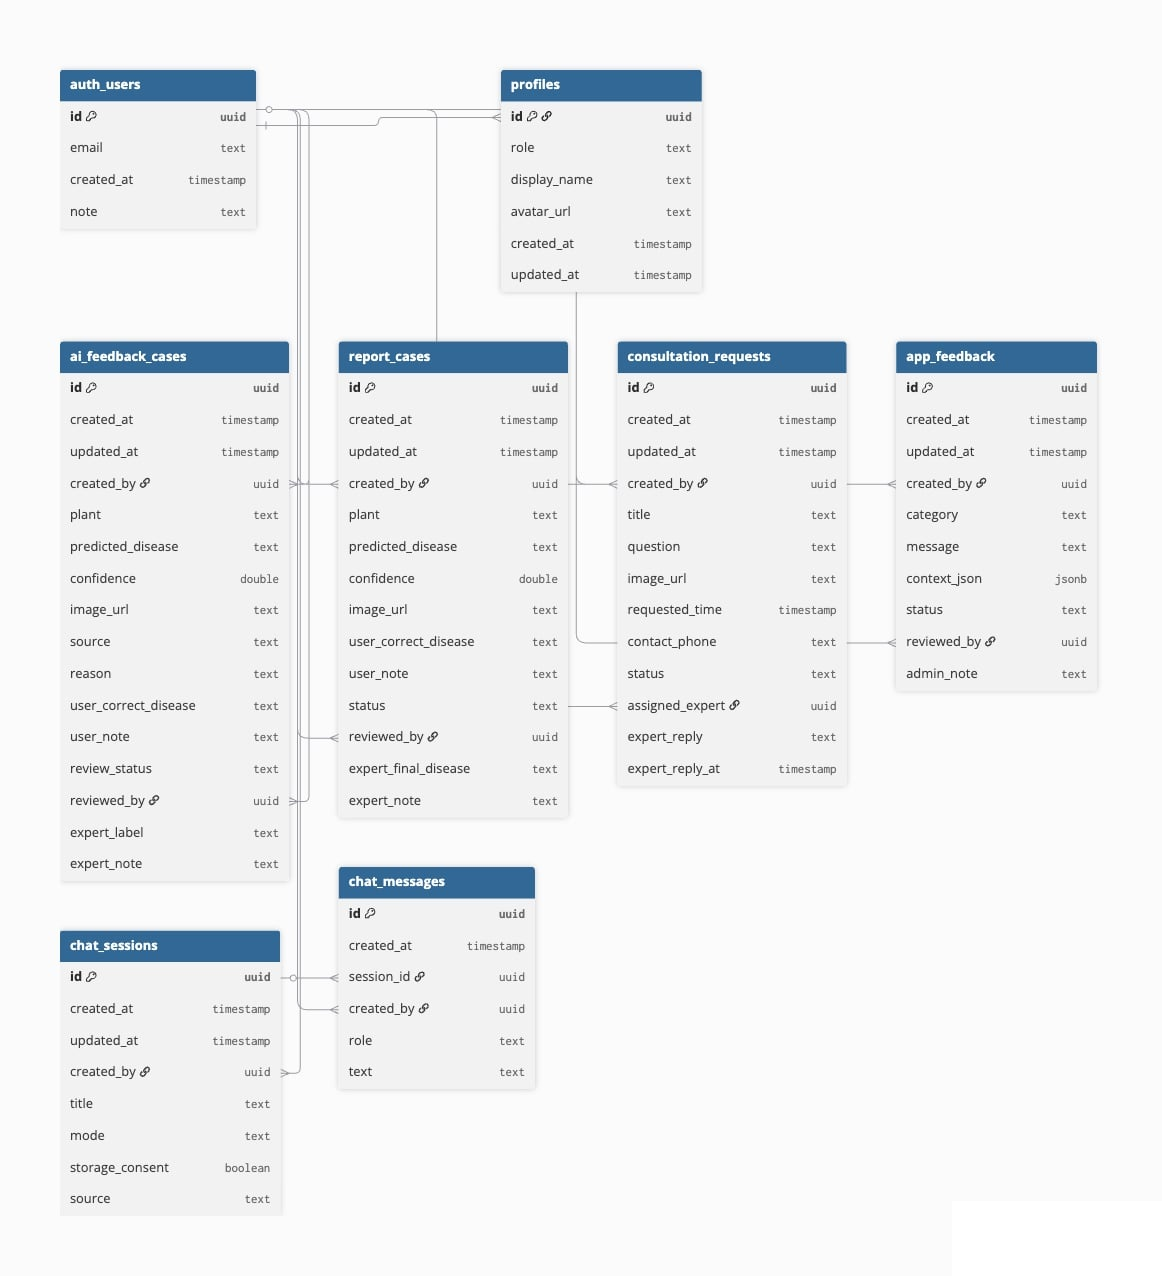 auth_users
id uuid
email text
created_at timestamp
note text
profiles
id uuid
role text
display_name text
avatar_url text
created_at timestamp
updated_at timestamp
ai_feedback_cases
id uuid
created_at timestamp
updated_at timestamp
created_by uuid
plant text
predicted_disease text
confidence double
image_url text
source text
reason text
user_correct_disease text
user_note text
review_status text
reviewed_by uuid
expert_label text
expert_note text
report_cases
id uuid
created_at timestamp
updated_at timestamp
created_by uuid
plant text
predicted_disease text
confidence double
image_url text
user_correct_disease text
user_note text
status text
reviewed_by uuid
expert_final_disease text
expert_note text
consultation_requests
id uuid
created_at timestamp
updated_at timestamp
created_by uuid
title text
question text
image_url text
requested_time timestamp
contact_phone text
status text
assigned_expert uuid
expert_reply text
expert_reply_at timestamp
app_feedback
id uuid
created_at timestamp
updated_at timestamp
created_by uuid
category text
message text
context_json jsonb
status text
reviewed_by uuid
admin_note text
chat_messages
id uuid
created_at timestamp
session_id uuid
created_by uuid
role text
text text
chat_sessions
id uuid
created_at timestamp
updated_at timestamp
created_by uuid
title text
mode text
storage_consent boolean
source text